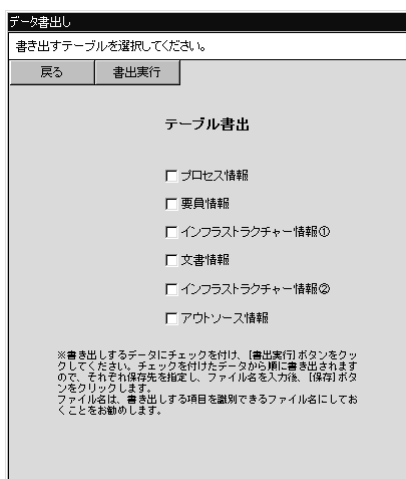 データ書出し
書き出すテーブルを選択してください。
戻る 書出実行
テーブル書出
プロセス情報
要員情報
インフラストラクチャー情報①
文書情報
インフラストラクチャー情報②
アウトソース情報
※書き出しするデータにチェックを付け、[書出実行]ボタンをクッ
クしてください。チェックを付けたデータから順に書き出されます
ので、それぞれ保存先を指定し、ファイル名を入力後、[保存]ボタ
ンをクリックします。
ファイル名は、書き出しする項目を識別できるファイル名にしてお
くことをお勧めします。